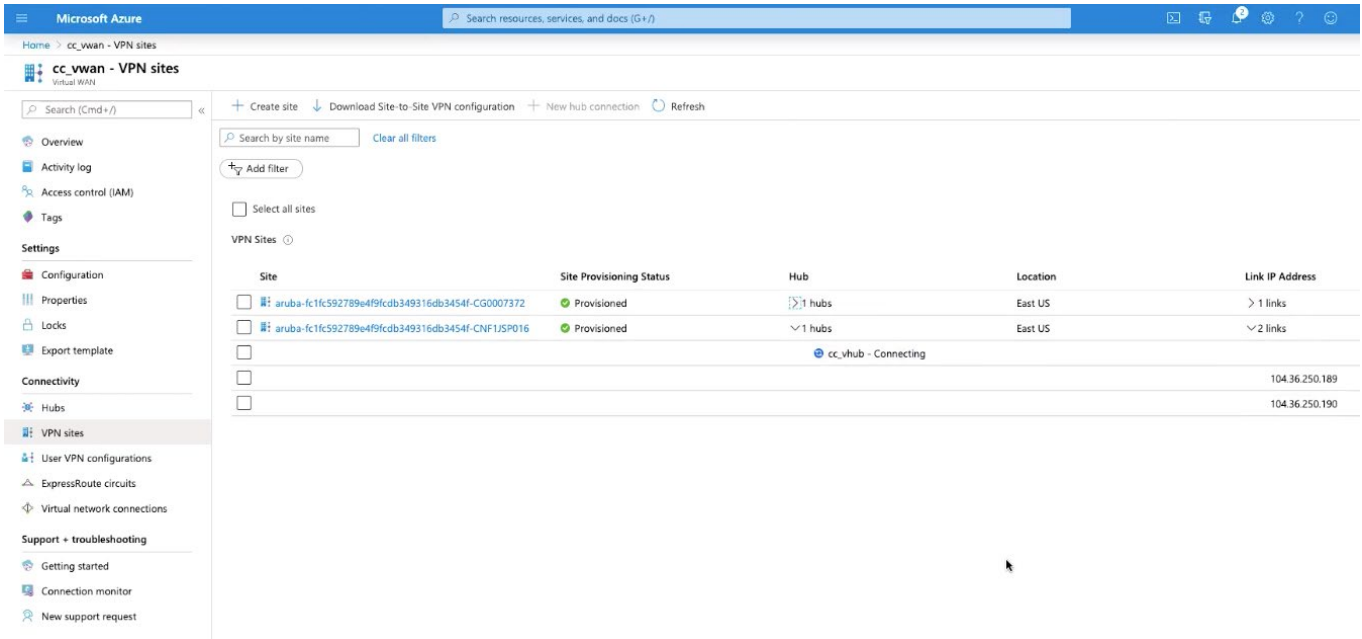 Microsoft Azure
Search resources, services, and docs (G+/)
2
Home > cc_vwan - VPN sites
cc_vwan - VPN sites
Virtual WAN
Search (Cmd+/)
«
Overview
Activity log
Access control (IAM)
Tags
Settings
Configuration
Properties
Locks
Export template
Connectivity
Hubs
VPN sites
User VPN configurations
ExpressRoute circuits
Virtual network connections
Support + troubleshooting
Getting started
Connection monitor
New support request
Create site Download Site-to-Site VPN configuration New hub connection Refresh
Search by site name Clear all filters
Add filter
Select all sites
VPN Sites
Site Site Provisioning Status Hub Location Link IP Address
aruba-fc1fc592789e4f9fcdb349316db3454f-CG0007372 Provisioned 1 hubs East US 1 links
aruba-fc1fc592789e4f9fcdb349316db3454f-CNF1JSP016 Provisioned 1 hubs East US 2 links
cc_vhub - Connecting
104.36.250.189
104.36.250.190